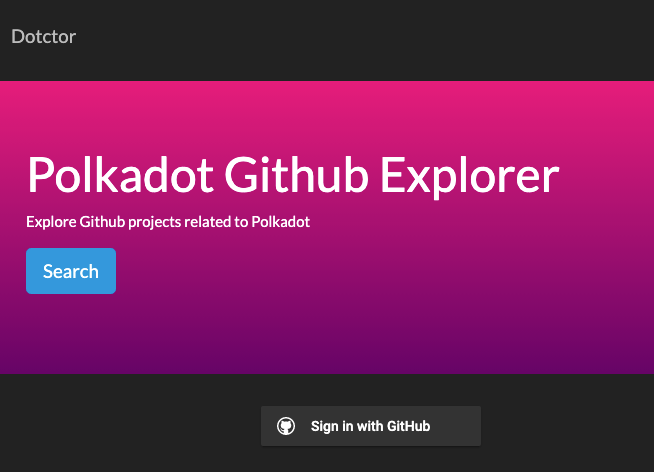 Dotctor
Polkadot Github Explorer
Explore Github projects related to Polkadot
Search
Sign in with GitHub